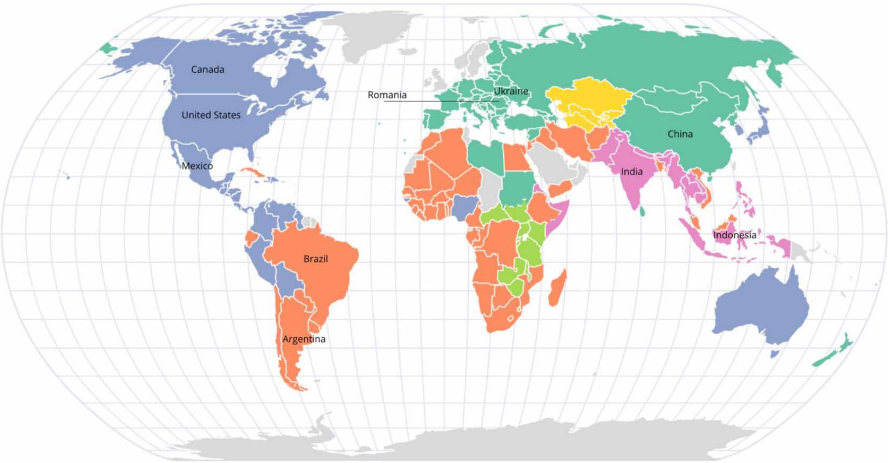 Canada
Romania
Ukraine
United States
China
Mexico
India
Indonesia
Brazil
Argentina